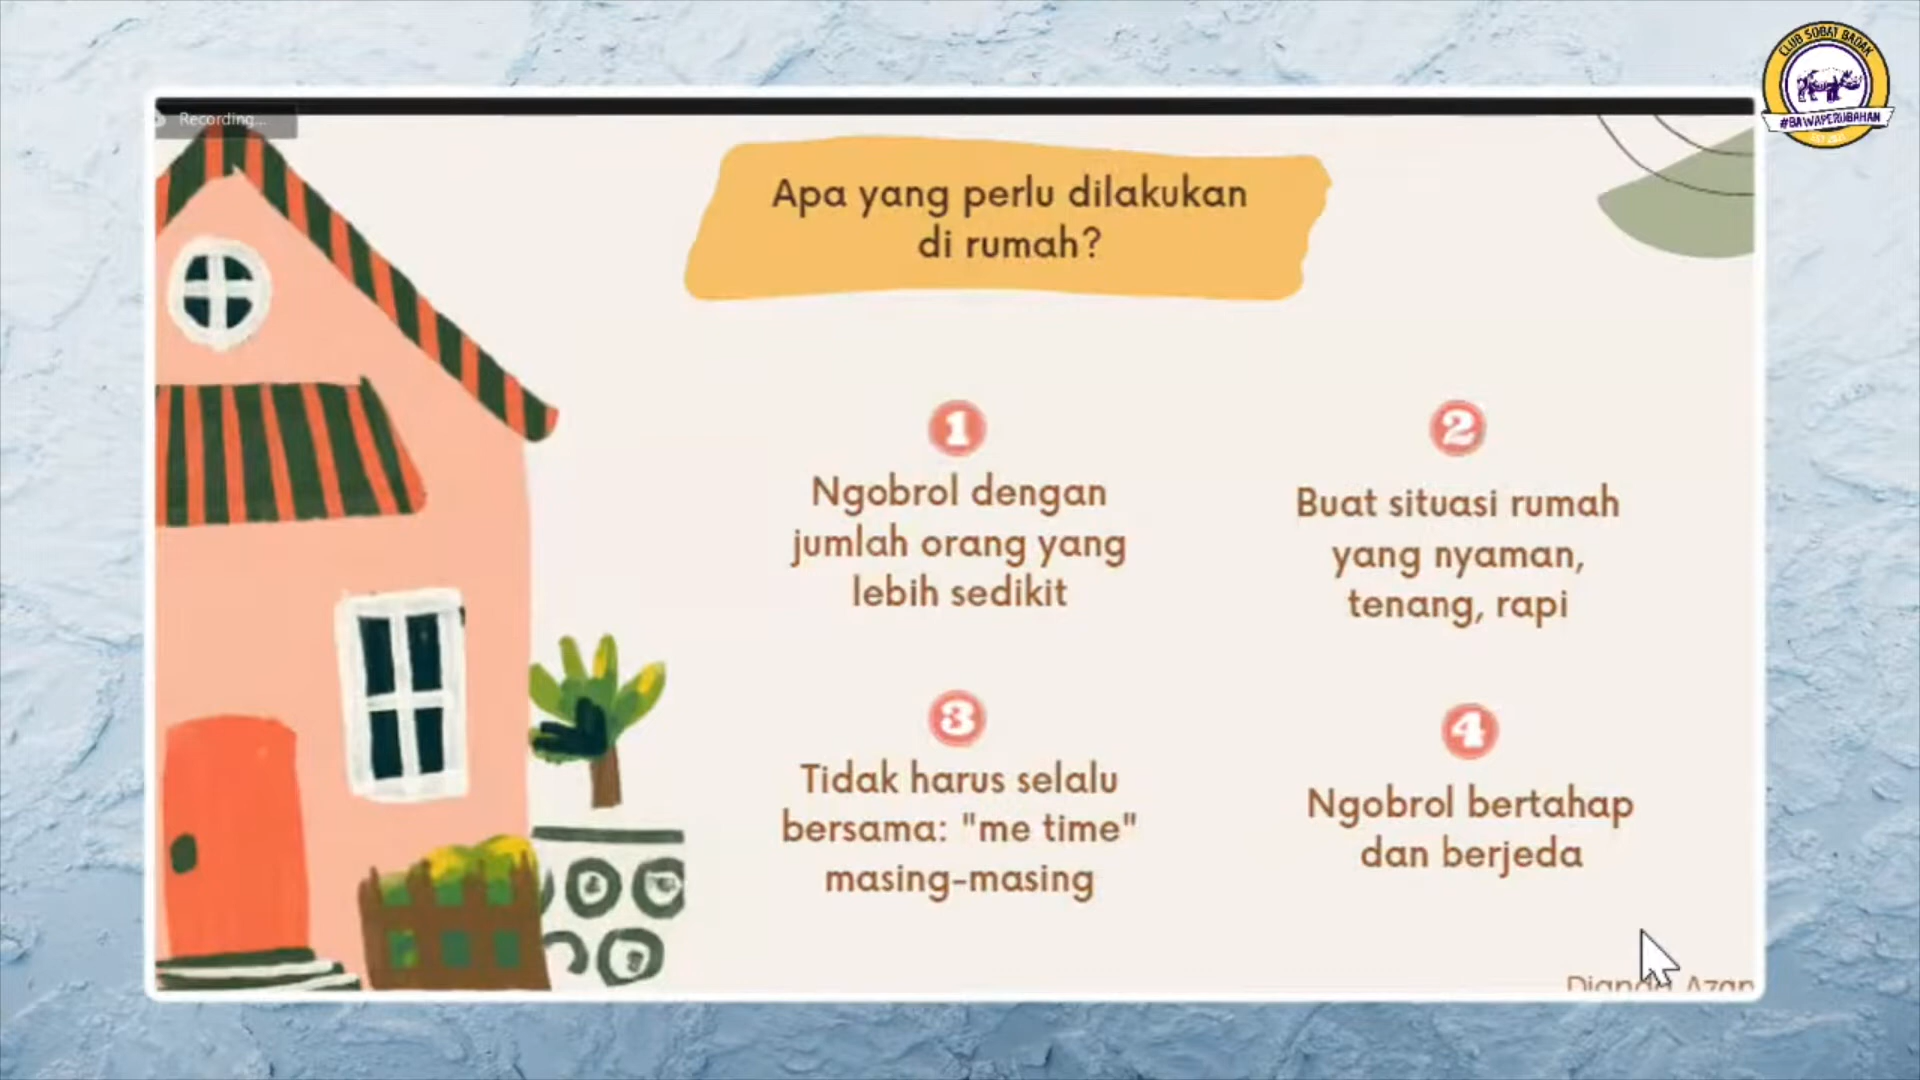 CLUB SOBAT BADAK
#BAWAPERUBAHAN
Recording...
Apa yang perlu dilakukan
di rumah?
1
Ngobrol dengan
jumlah orang yang
lebih sedikit
2
Buat situasi rumah
yang nyaman,
tenang, rapi
3
Tidak harus selalu
bersama: "me time"
masing-masing
4
Ngobrol bertahap
dan berjeda